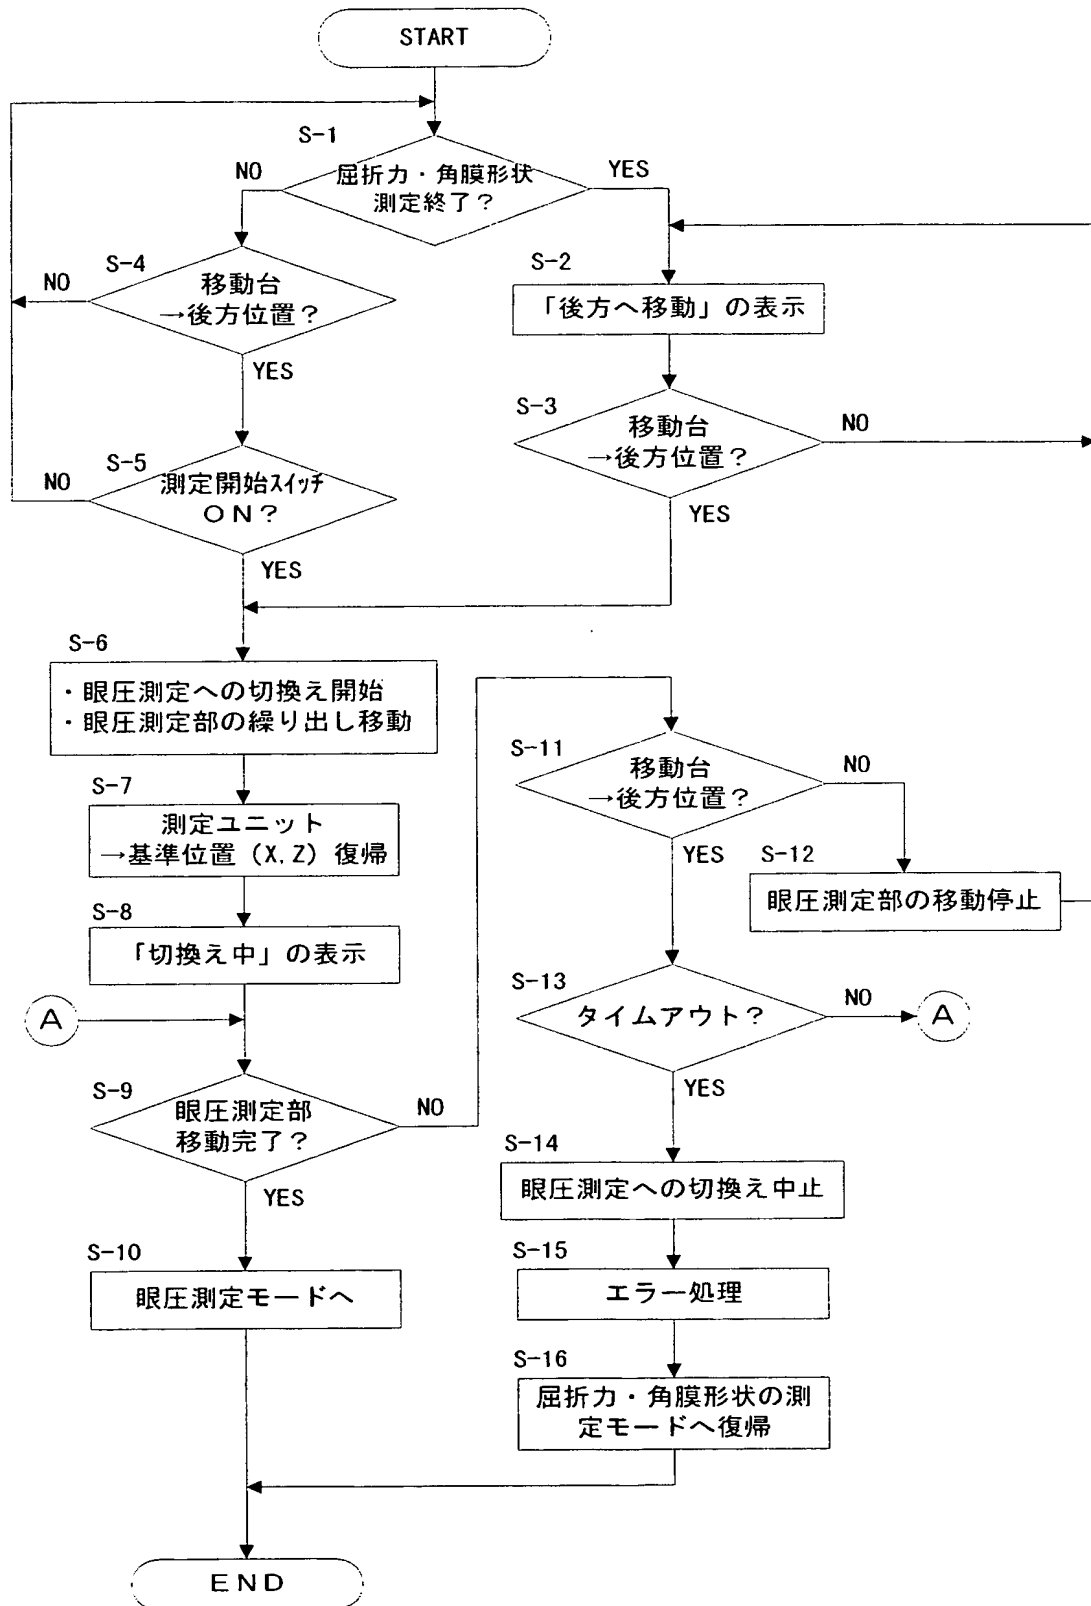 START
S-1
屈折力・角膜形状
測定終了?
NO
YES
S-4
移動台
→後方位置?
NO
YES
S-2
「後方へ移動」の表示
S-3
移動台
→後方位置?
NO
YES
S-5
測定開始スイッチ
ON?
NO
YES
S-6
・眼圧測定への切換え開始
・眼圧測定部の繰り出し移動
S-7
測定ユニット
→基準位置(X,Z)復帰
S-8
「切換え中」の表示
A
S-9
眼圧測定部
移動完了?
NO
YES
S-10
眼圧測定モードへ
S-11
移動台
→後方位置?
NO
YES
S-12
眼圧測定部の移動停止
S-13
タイムアウト?
NO
A
YES
S-14
眼圧測定への切換え中止
S-15
エラー処理
S-16
屈折力・角膜形状の測
定モードへ復帰
END